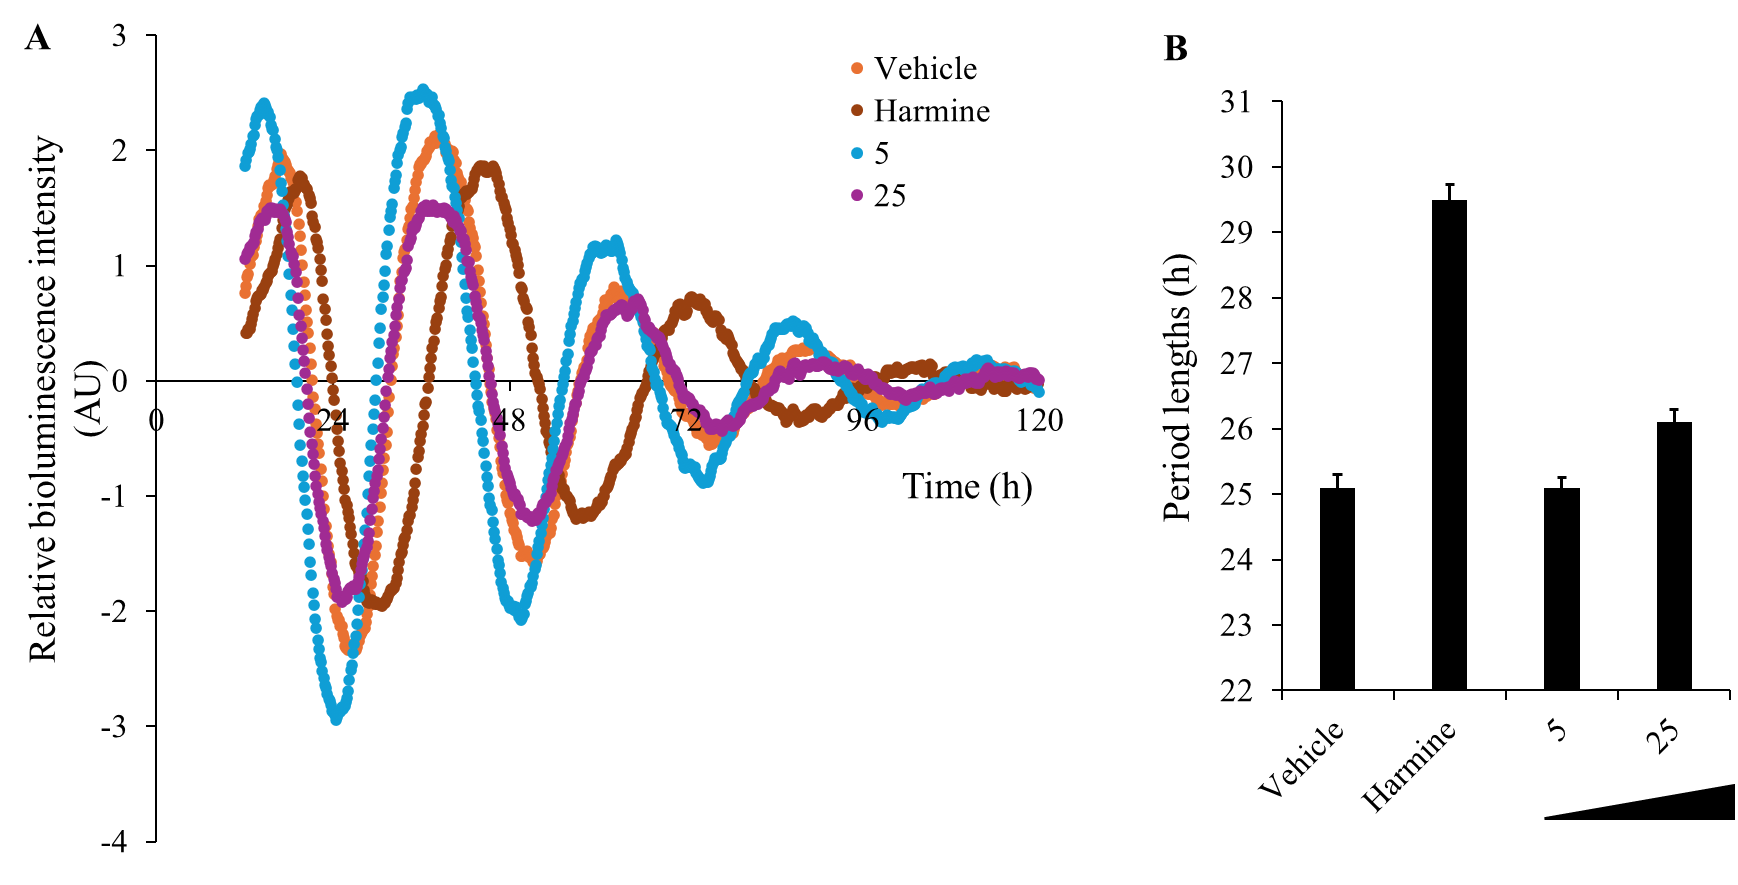 A
3
2
1
0
-1
-2
-3
-4
Relative bioluminescence intensity
(AU)
0
24
48
72
96
120
Time (h)
Vehicle
Harmine
5
25
B
31
30
29
28
27
26
25
24
23
22
Period lengths (h)
Vehicle
Harmine
5
25